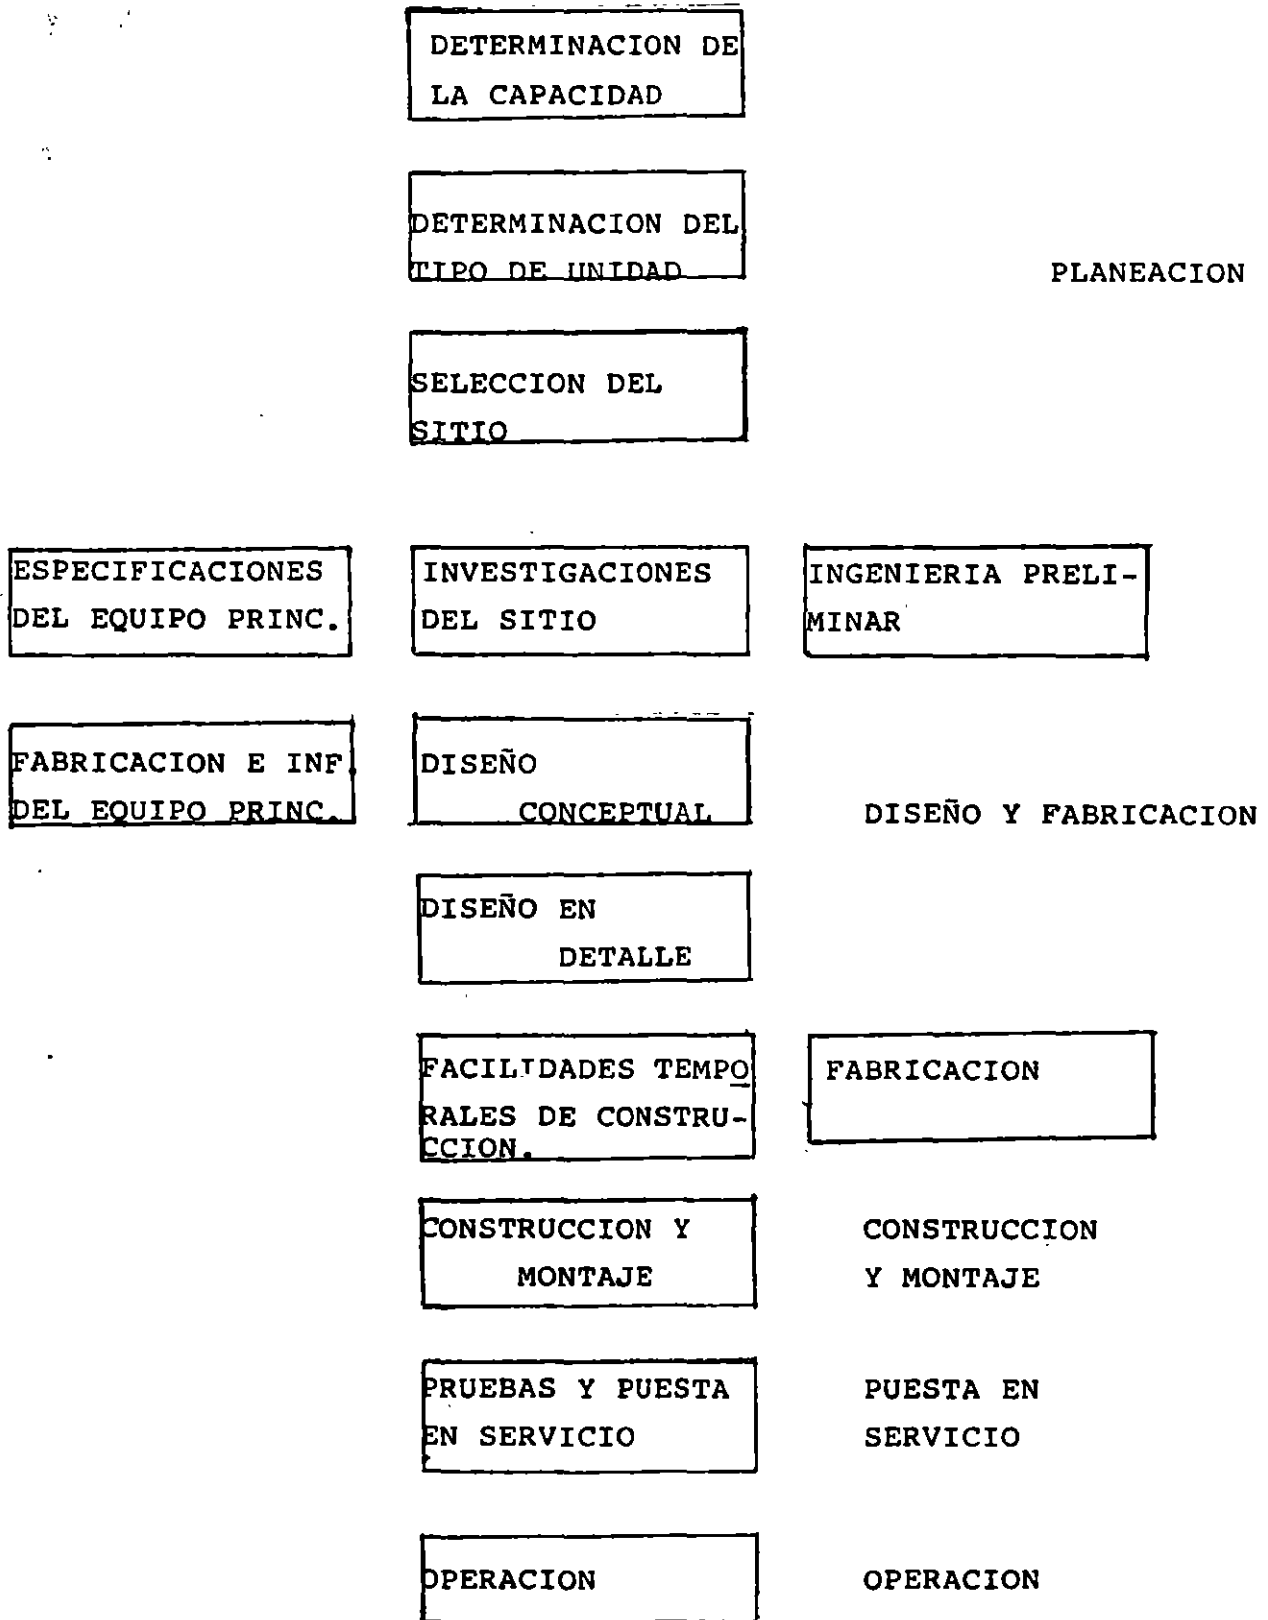 DETERMINACION DE
LA CAPACIDAD
DETERMINACION DEL
TIPO DE UNIDAD
PLANEACION
SELECCION DEL
SITIO
ESPECIFICACIONES
DEL EQUIPO PRINC.
INVESTIGACIONES
DEL SITIO
INGENIERIA PRELI-
MINAR
FABRICACION E INF.
DEL EQUIPO PRINC.
DISEÑO
CONCEPTUAL
DISEÑO Y FABRICACION
DISEÑO EN
DETALLE
FACILIDADES TEMPO
RALES DE CONSTRU-
CCION.
FABRICACION
CONSTRUCCION Y
MONTAJE
CONSTRUCCION
Y MONTAJE
PRUEBAS Y PUESTA
EN SERVICIO
PUESTA EN
SERVICIO
OPERACION
OPERACION